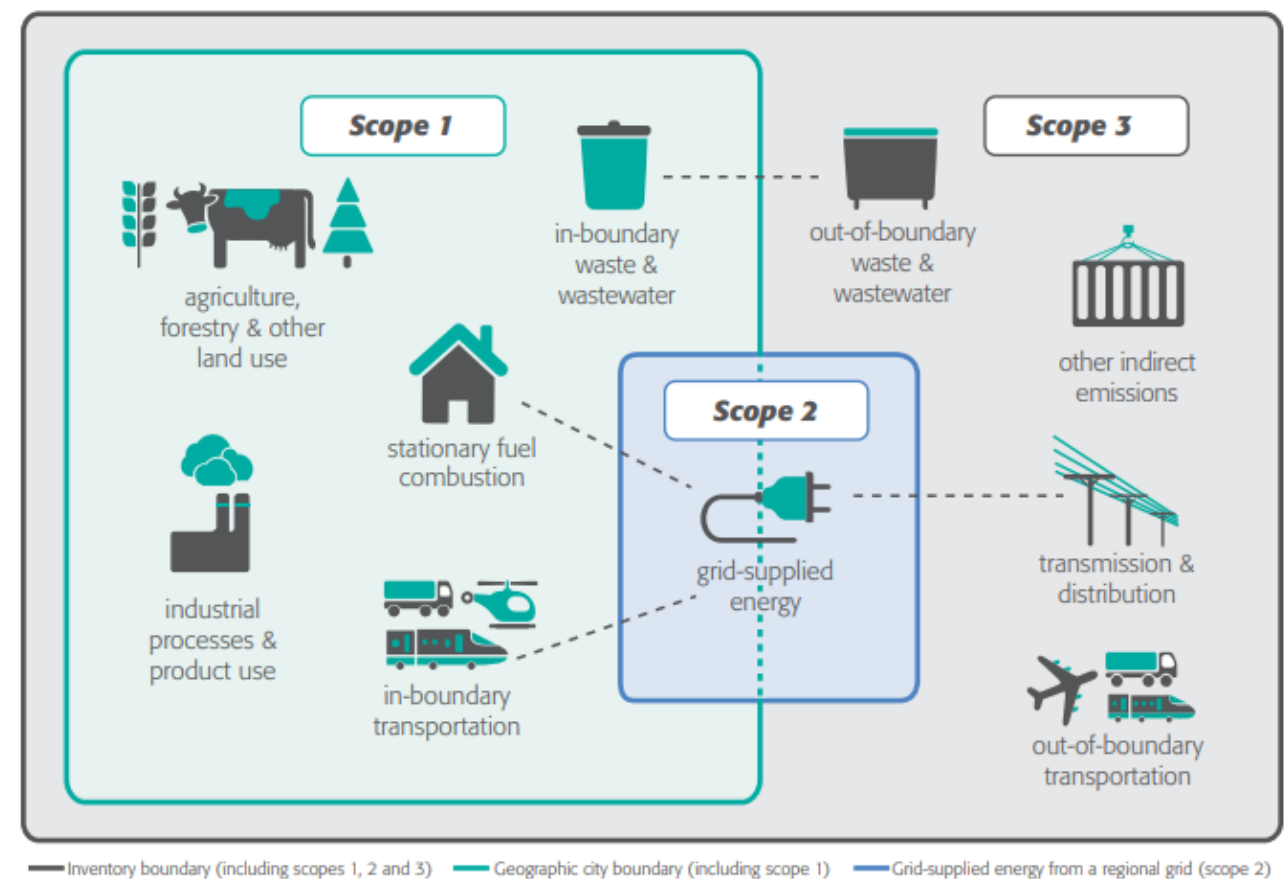 Scope 1
Scope 3
in-boundary
waste &
wastewater
out-of-boundary
waste &
wastewater
agriculture,
forestry & other
land use
other indirect
emissions
Scope 2
stationary fuel
combustion
grid-supplied
energy
transmission &
distribution
industrial
processes &
product use
in-boundary
transportation
out-of-boundary
transportation
Inventory boundary (including scopes 1, 2 and 3) Geographic city boundary (including scope 1) Grid-supplied energy from a regional grid (scope 2)